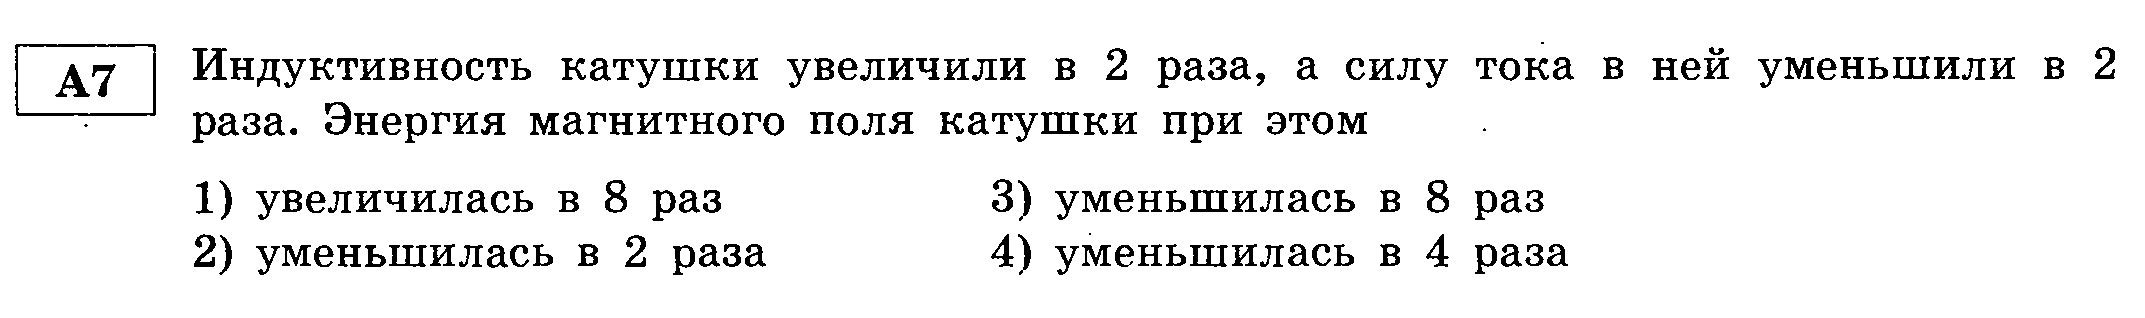 А7 Индуктивность катушки увеличили в 2 раза, а силу тока в ней уменьшили в 2
раза. Энергия магнитного поля катушки при этом
1) увеличилась в 8 раз 3) уменьшилась в 8 раз
2) уменьшилась в 2 раза 4) уменьшилась в 4 раза